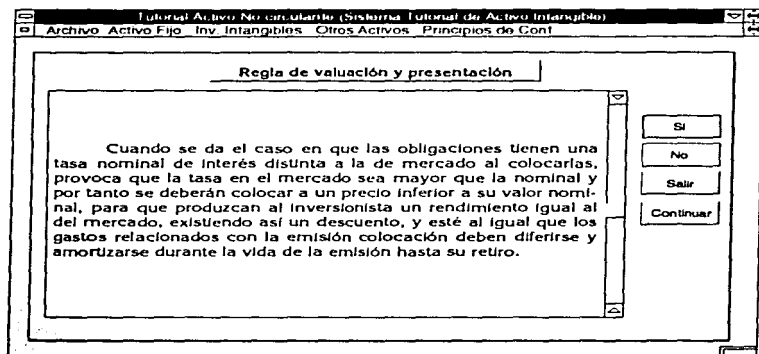 Tutorial Activo No circulante (Sistema Tutorial de Activo Intangible)
Archivo Activo Fijo Inv. Intangibles Otros Activos Principios de Cont
Regla de valuación y presentación
Cuando se da el caso en que las obligaciones tienen una
tasa nominal de interés distinta a la de mercado al colocarlas,
provoca que la tasa en el mercado sea mayor que la nominal y
por tanto se deberán colocar a un precio inferior a su valor nomi-
nal, para que produzcan al inversionista un rendimiento igual al
del mercado, existiendo así un descuento, y esté al igual que los
gastos relacionados con la emisión colocación deben diferirse y
amortizarse durante la vida de la emisión hasta su retiro.
Si
No
Salir
Continuar